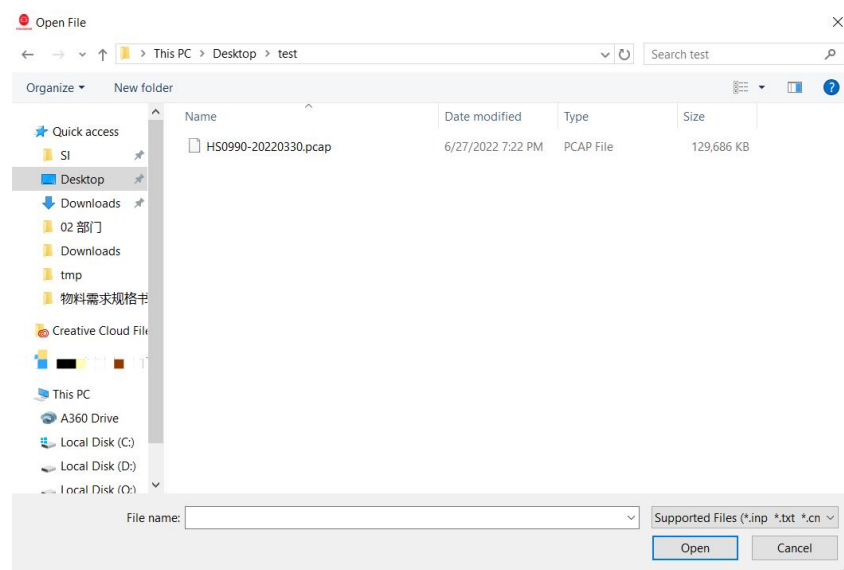 Open File
This PC > Desktop > test
Search test
Organize
New folder
Name
Date modified
Type
Size
HS0990-20220330.pcap
6/27/2022 7:22 PM
PCAP File
129,686 KB
Quick access
SI
Desktop
Downloads
02 部门
Downloads
tmp
物料需求规格书
Creative Cloud File
This PC
A360 Drive
Local Disk (C:)
Local Disk (D:)
Local Disk (Q:)
File name:
Supported Files (*.inp *.txt *.cn
Open
Cancel